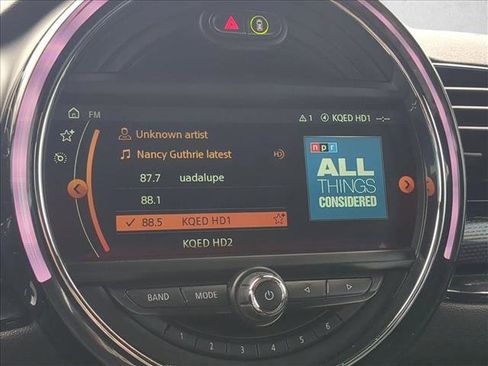 FM
1 KQED HD1 --:--
Unknown artist
Nancy Guthrie latest HD
87.7 uadalupe
88.1
88.5 KQED HD1
KQED HD2
npr
ALL
THINGS
CONSIDERED
BAND MODE
1 2 3 4 5 6